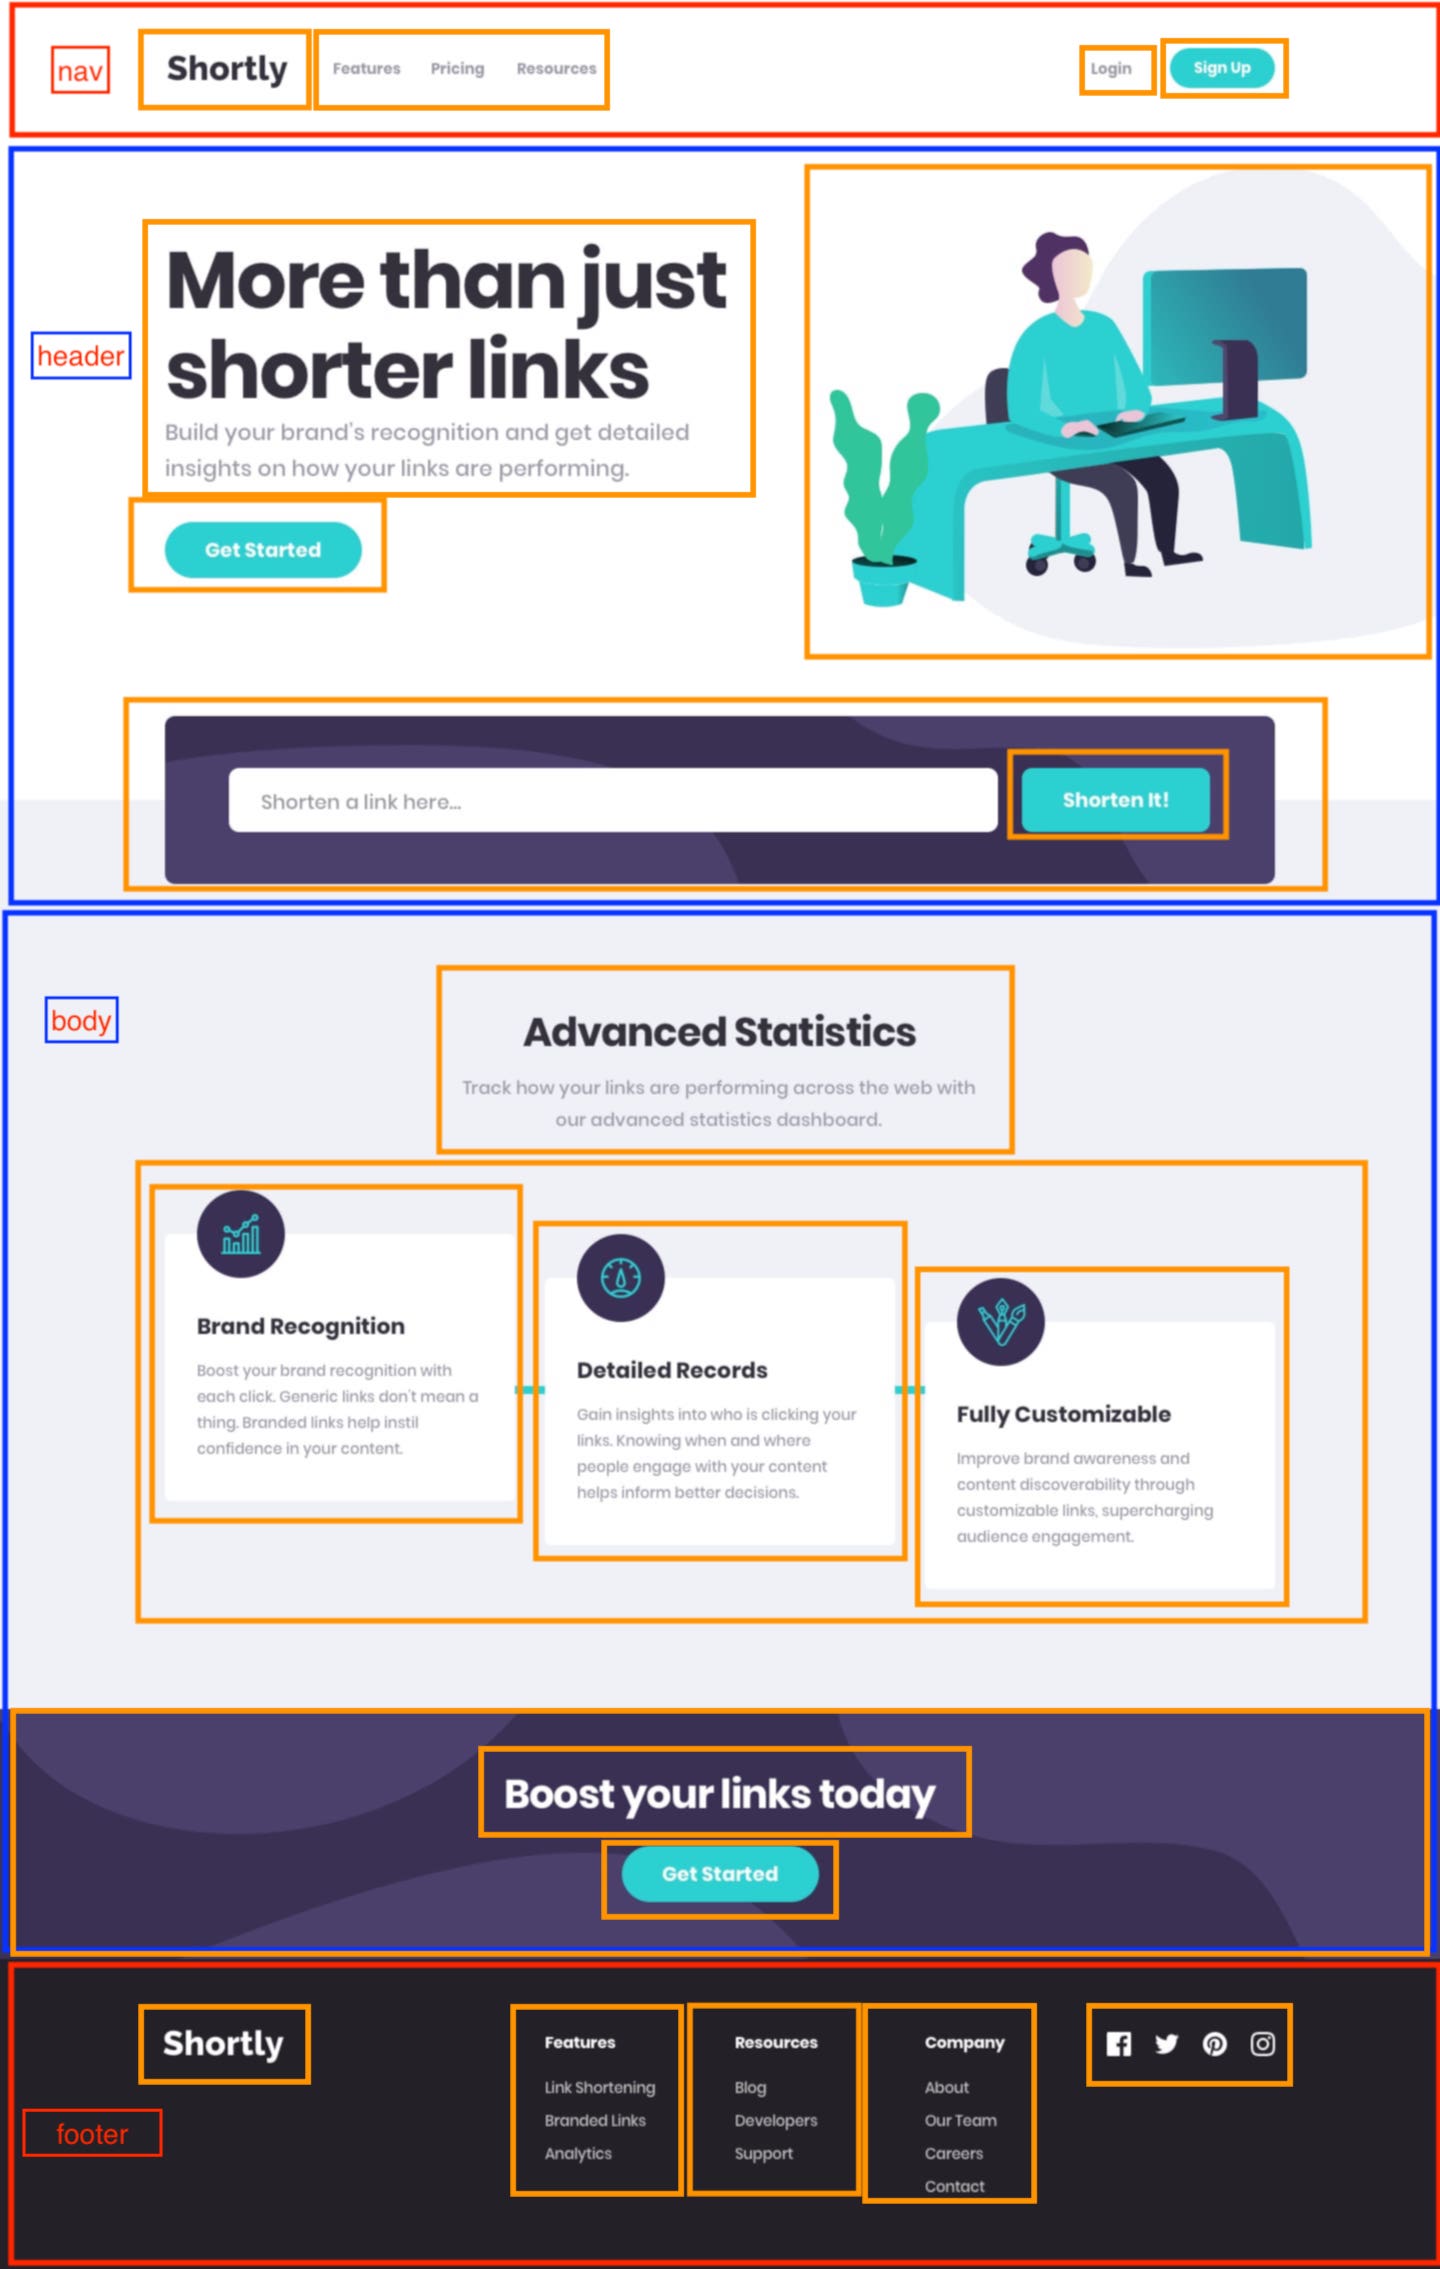 nav
Shortly
Features Pricing Resources
Login
Sign Up
header
More than just
shorter links
Build your brand's recognition and get detailed
insights on how your links are performing.
Get Started
Shorten a link here...
Shorten It!
body
Advanced Statistics
Track how your links are performing across the web with
our advanced statistics dashboard.
Brand Recognition
Boost your brand recognition with
each click. Generic links don't mean a
thing. Branded links help instil
confidence in your content.
Detailed Records
Gain insights into who is clicking your
links. Knowing when and where
people engage with your content
helps inform better decisions.
Fully Customizable
Improve brand awareness and
content discoverability through
customizable links, supercharging
audience engagement.
Boost your links today
Get Started
footer
Shortly
Features
Link Shortening
Branded Links
Analytics
Resources
Blog
Developers
Support
Company
About
Our Team
Careers
Contact